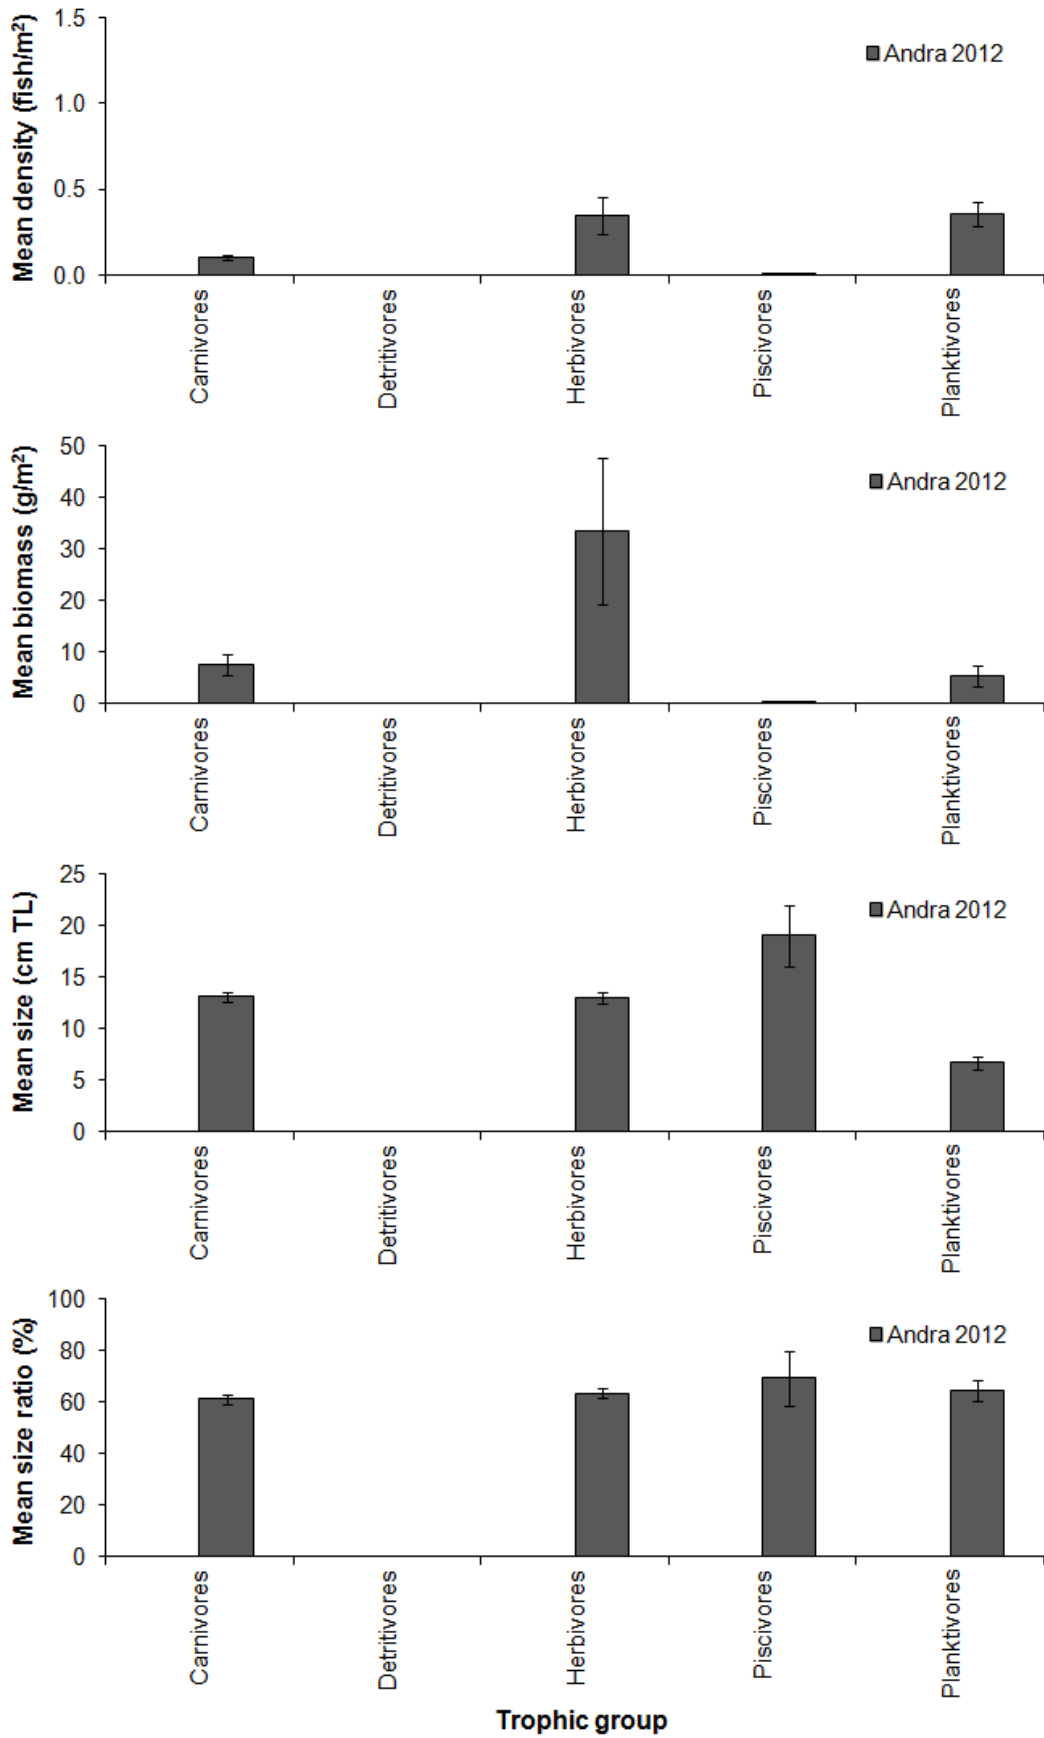 Mean density (fish/m²)
1.5
1.0
0.5
0.0
Andra 2012
Carnivores
Detritivores
Herbivores
Piscivores
Planktivores
Mean biomass (g/m²)
50
40
30
20
10
0
Andra 2012
Carnivores
Detritivores
Herbivores
Piscivores
Planktivores
Mean size (cm TL)
25
20
15
10
5
0
Andra 2012
Carnivores
Detritivores
Herbivores
Piscivores
Planktivores
Mean size ratio (%)
100
80
60
40
20
0
Andra 2012
Carnivores
Detritivores
Herbivores
Piscivores
Planktivores
Trophic group